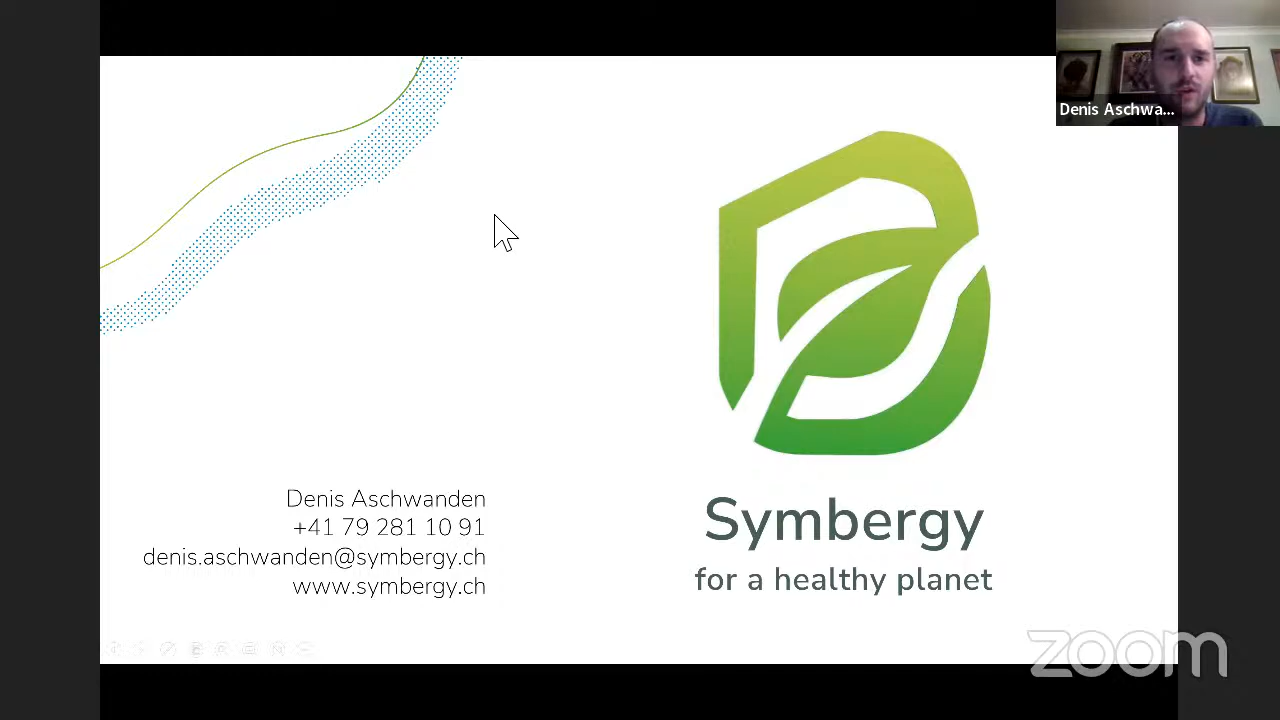 Denis Aschwa...
Denis Aschwanden
+41 79 281 10 91
denis.aschwanden@symbergy.ch
www.symbergy.ch
Symbergy
for a healthy planet
zoom